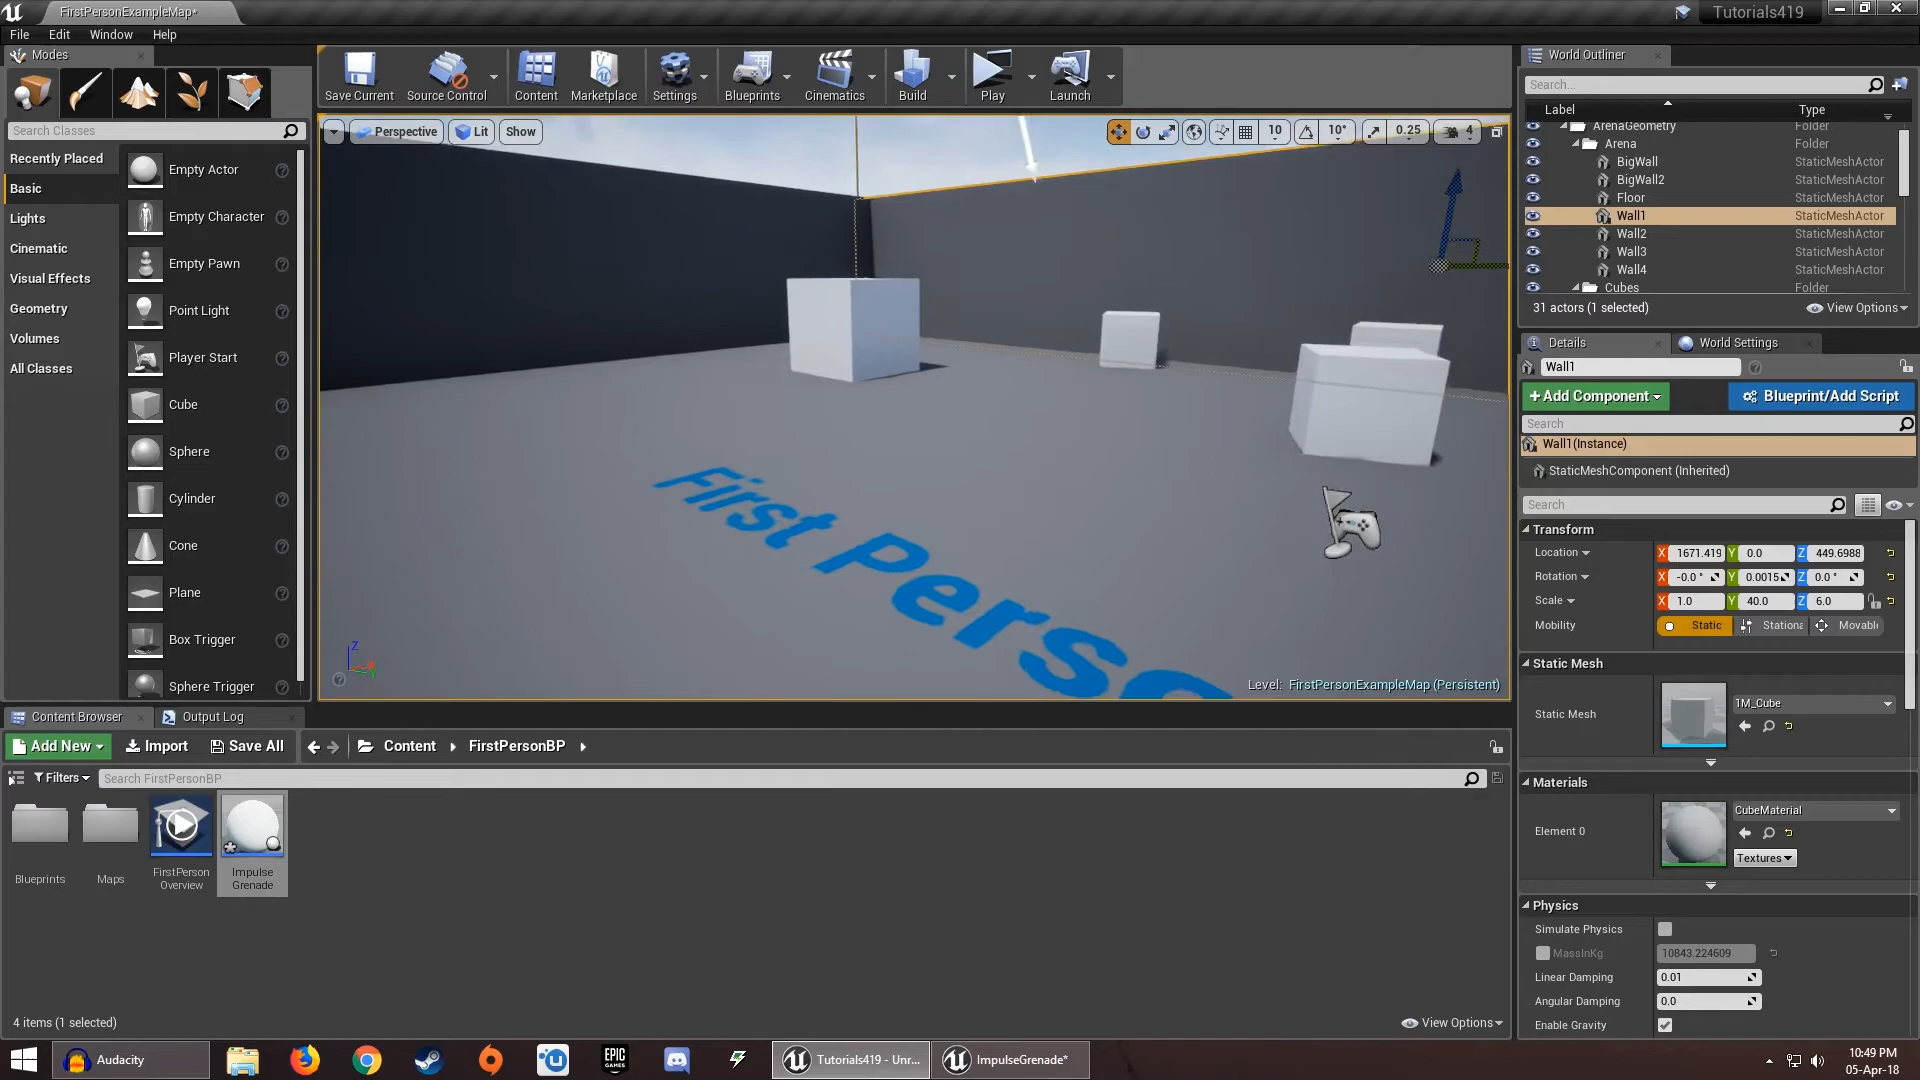 FirstPersonExampleMap*
Tutorials419
File Edit Window Help
Modes
Search Classes
Recently Placed
Basic
Lights
Cinematic
Visual Effects
Geometry
Volumes
All Classes
Empty Actor
Empty Character
Empty Pawn
Point Light
Player Start
Cube
Sphere
Cylinder
Cone
Plane
Box Trigger
Sphere Trigger
Save Current
Source Control
Content
Marketplace
Settings
Blueprints
Cinematics
Build
Play
Launch
Perspective Lit Show
10 10° 0.25 4
First Perso
Z
Level: FirstPersonExampleMap (Persistent)
World Outliner
Search...
Label Type
ArenaGeometry Folder
Arena Folder
BigWall StaticMeshActor
BigWall2 StaticMeshActor
Floor StaticMeshActor
Wall1 StaticMeshActor
Wall2 StaticMeshActor
Wall3 StaticMeshActor
Wall4 StaticMeshActor
Cubes Folder
31 actors (1 selected) View Options
Details World Settings
Wall1
+Add Component Blueprint/Add Script
Search
Wall1(Instance)
StaticMeshComponent (Inherited)
Search
Transform
Location X 1671.419 Y 0.0 Z 449.6988
Rotation X -0.0 ° Y 0.0015 Z 0.0 °
Scale X 1.0 Y 40.0 Z 6.0
Mobility Static Stationa Movabl
Static Mesh
Static Mesh 1M_Cube
Materials
Element 0 CubeMaterial
Textures
Physics
Simulate Physics
MassInKg 10843.224609
Linear Damping 0.01
Angular Damping 0.0
Enable Gravity
Content Browser Output Log
Add New Import Save All Content FirstPersonBP
Filters Search FirstPersonBP
Blueprints
Maps
FirstPerson
Overview
Impulse
Grenade
4 items (1 selected) View Options
Audacity
EPIC
GAMES
Tutorials419 - Unr...
ImpulseGrenade*
10:49 PM
05-Apr-18